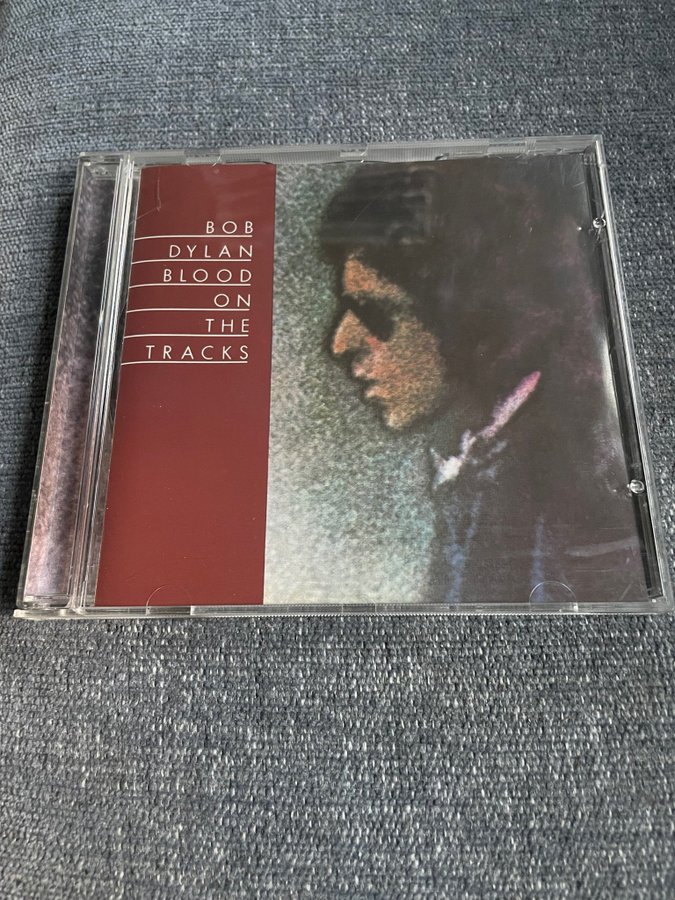 BOB
DYLAN
BLOOD
ON
THE
TRACKS